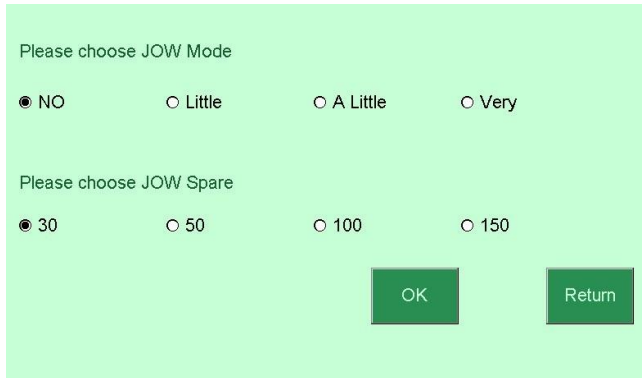 Please choose JOW Mode
NO Little A Little Very
Please choose JOW Spare
30 50 100 150
OK Return